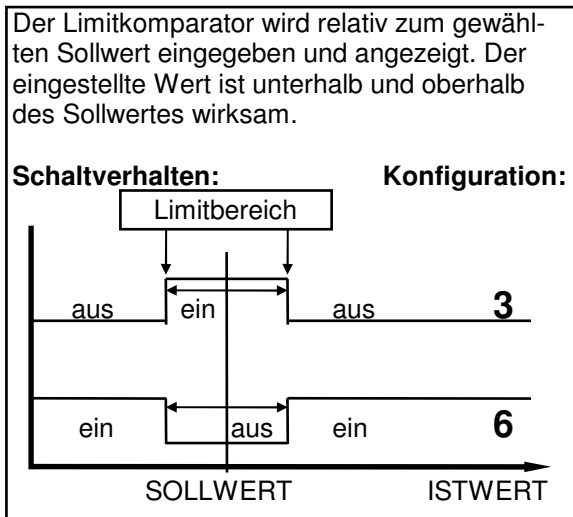 Der Limitkomparator wird relativ zum gewähl-
ten Sollwert eingegeben und angezeigt. Der
eingestellte Wert ist unterhalb und oberhalb
des Sollwertes wirksam.
Schaltverhalten: Konfiguration:
Limitbereich
aus ein aus 3
ein aus ein 6
SOLLWERT ISTWERT